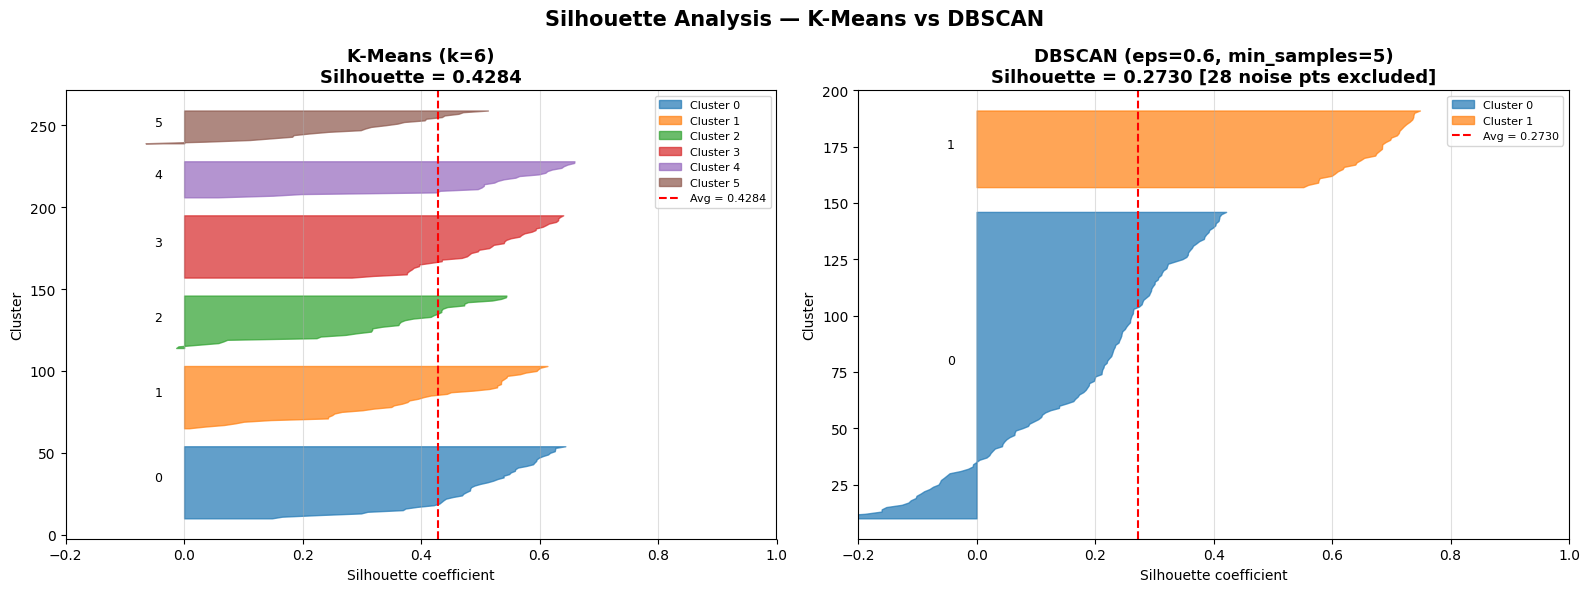 Silhouette Analysis — K-Means vs DBSCAN
K-Means (k=6)
Silhouette = 0.4284
250
200
150
100
50
0
Cluster
5
4
3
2
1
0
Cluster 0
Cluster 1
Cluster 2
Cluster 3
Cluster 4
Cluster 5
Avg = 0.4284
−0.2
0.0
0.2
0.4
0.6
0.8
1.0
Silhouette coefficient
DBSCAN (eps=0.6, min_samples=5)
Silhouette = 0.2730 [28 noise pts excluded]
200
175
150
125
100
75
50
25
Cluster
1
0
Cluster 0
Cluster 1
Avg = 0.2730
−0.2
0.0
0.2
0.4
0.6
0.8
1.0
Silhouette coefficient